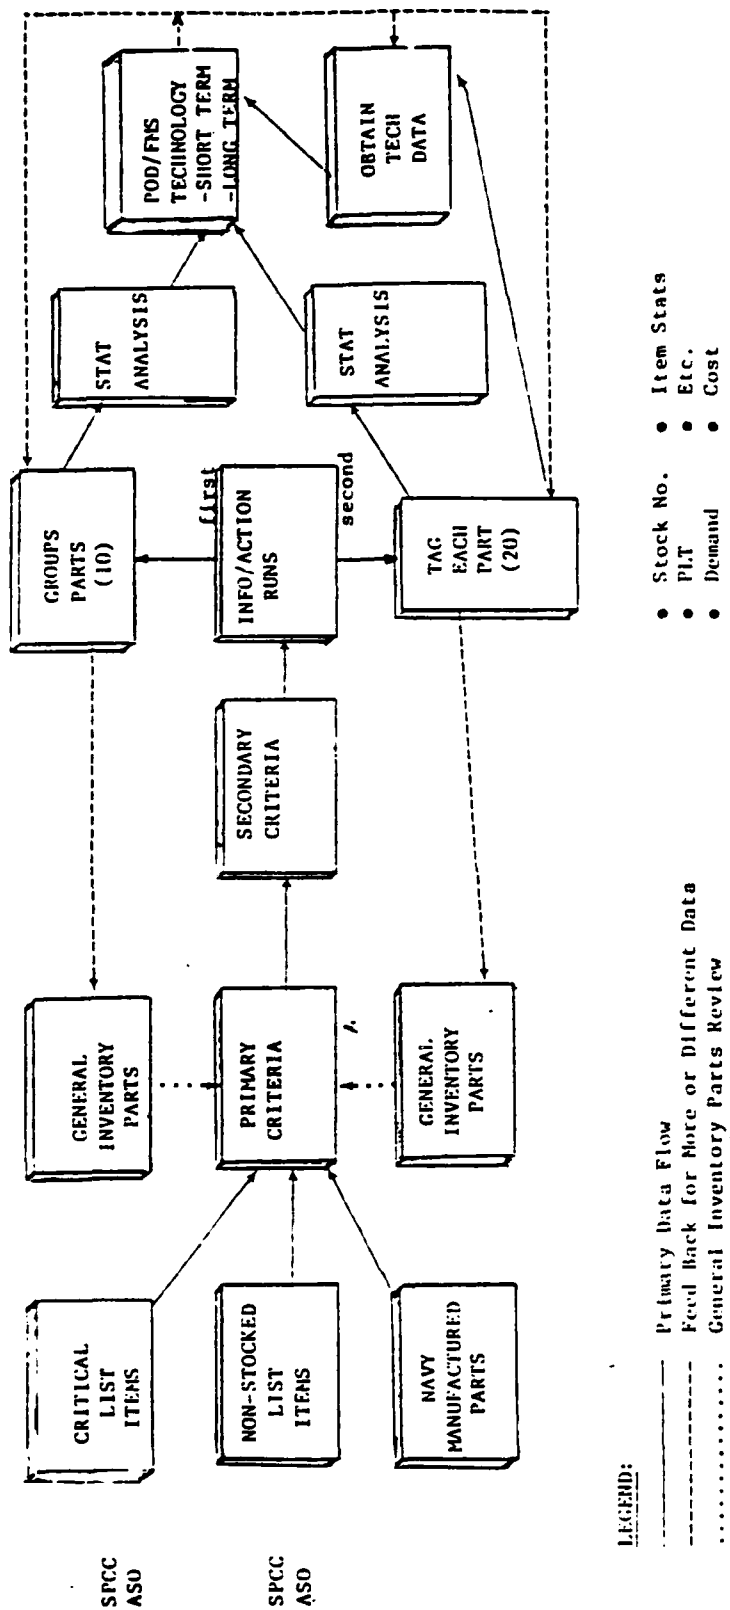 SPCC
ASO
SPCC
ASO
CRITICAL
LIST
ITEMS
NON-STOCKED
LIST
ITEMS
NAVY
MANUFACTURED
PARTS
GENERAL
INVENTORY
PARTS
PRIMARY
CRITERIA
GENERAL
INVENTORY
PARTS
SECONDARY
CRITERIA
GROUPS
PARTS
(10)
first
INFO/ACTION
RUNS
second
TAG
EACH
PART
(20)
STAT
ANALYSIS
STAT
ANALYSIS
POD/FMS
TECHNOLOGY
-SHORT TERM
-LONG TERM
OBTAIN
TECH
DATA
LEGEND:
Primary Data Flow
Feed Back for More or Different Data
General Inventory Parts Review
• Stock No.
• PLT
• Demand
• Item Stats
• Etc.
• Cost